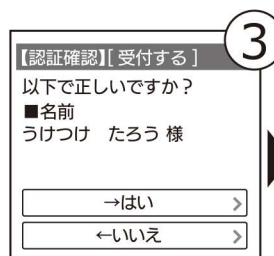 ③
【認証確認】[受付する]
以下で正しいですか？
■名前
うけつけ　たろう 様
→はい
←いいえ